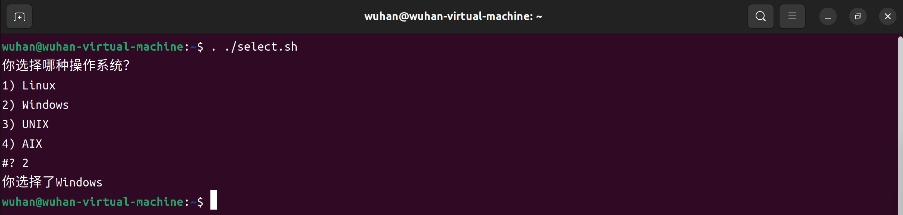 wuhan@wuhan-virtual-machine: ~
wuhan@wuhan-virtual-machine:~$ . ./select.sh
你选择哪种操作系统？
1) Linux
2) Windows
3) UNIX
4) AIX
#? 2
你选择了Windows
wuhan@wuhan-virtual-machine:~$